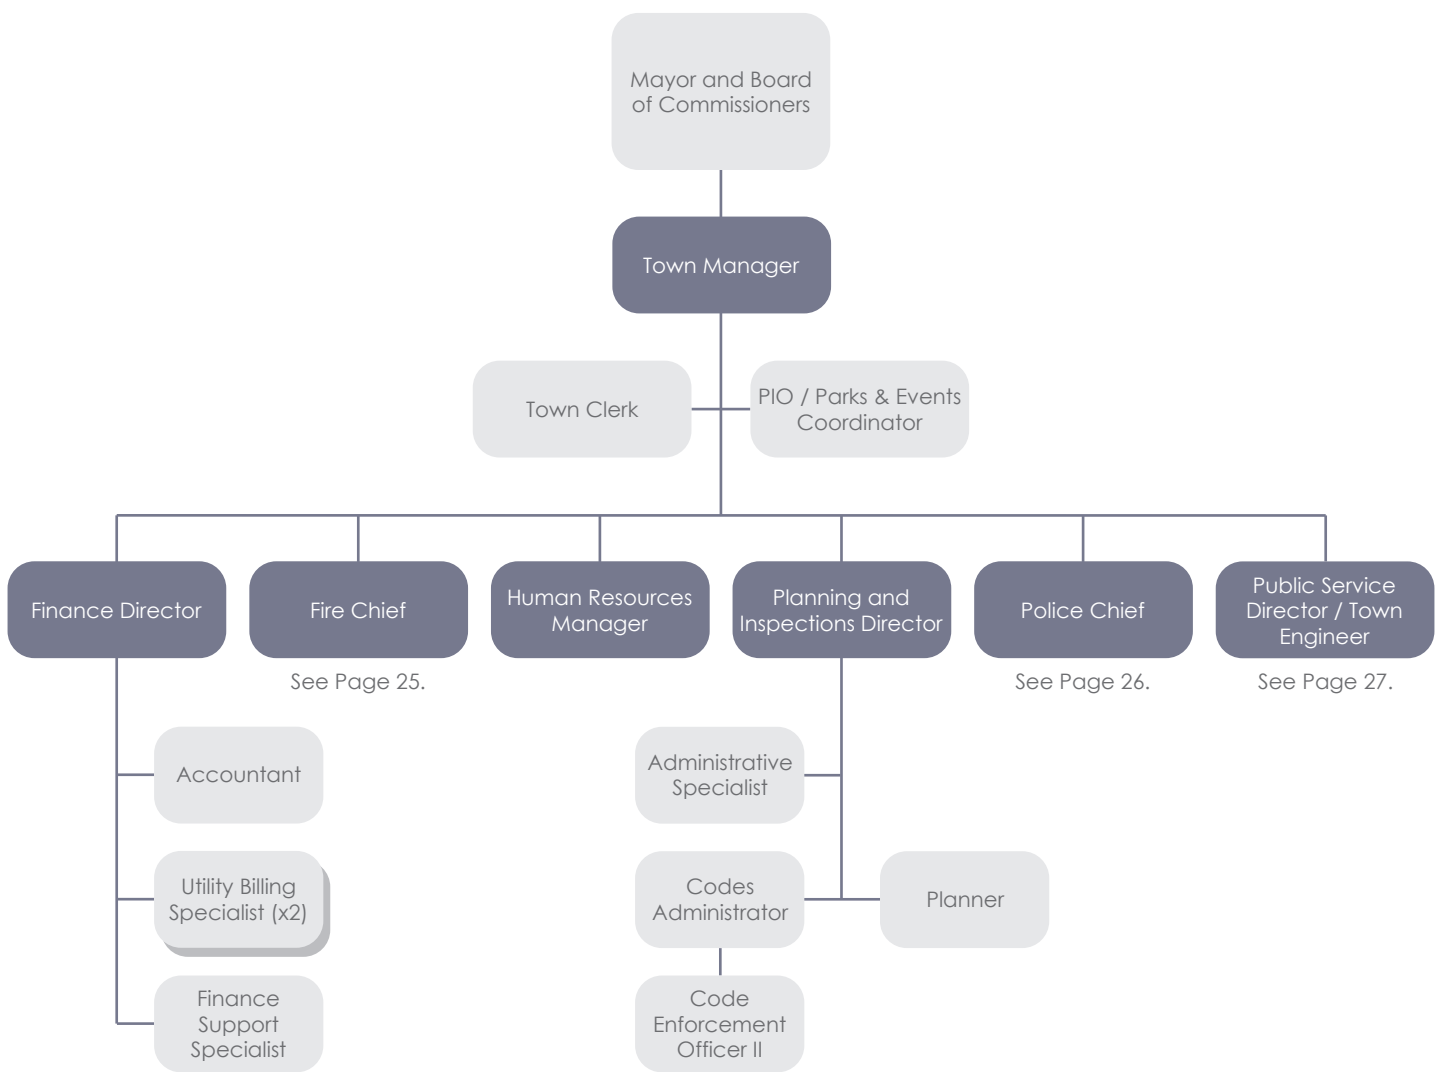 Mayor and Board
of Commissioners
Town Manager
Town Clerk
PIO / Parks & Events
Coordinator
Finance Director
Fire Chief
Human Resources
Manager
Planning and
Inspections Director
Police Chief
Public Service
Director / Town
Engineer
See Page 25.
See Page 26.
See Page 27.
Accountant
Administrative
Specialist
Utility Billing
Specialist (x2)
Codes
Administrator
Planner
Finance
Support
Specialist
Code
Enforcement
Officer II